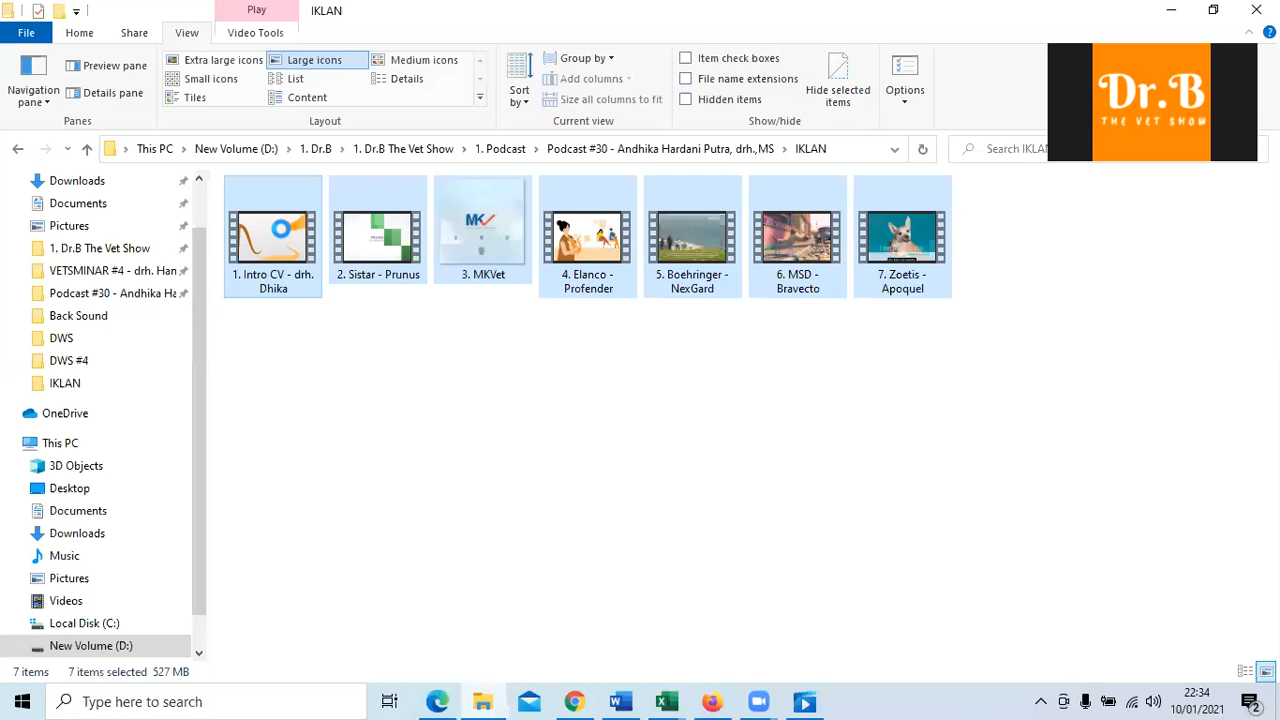 Play
IKLAN
File
Home
Share
View
Video Tools
Navigation pane
Preview pane
Details pane
Panes
Extra large icons
Large icons
Medium icons
Small icons
List
Details
Tiles
Content
Layout
Sort by
Group by
Add columns
Size all columns to fit
Current view
Item check boxes
File name extensions
Hidden items
Hide selected items
Show/hide
Options
Dr.B
THE VET SHOW
This PC
New Volume (D:)
1. Dr.B
1. Dr.B The Vet Show
1. Podcast
Podcast #30 - Andhika Hardani Putra, drh.,MS
IKLAN
Search
Downloads
Documents
Pictures
1. Dr.B The Vet Show
VETSMINAR #4 - drh. Han
Podcast #30 - Andhika Ha
Back Sound
DWS
DWS #4
IKLAN
OneDrive
This PC
3D Objects
Desktop
Documents
Downloads
Music
Pictures
Videos
Local Disk (C:)
New Volume (D:)
1. Intro CV - drh.
Dhika
2. Sistar - Prunus
MK
3. MKVet
4. Elanco -
Profender
5. Boehringer -
NexGard
6. MSD -
Bravecto
7. Zoetis -
Apoquel
7 items
7 items selected
527 MB
Type here to search
22:34
10/01/2021
2